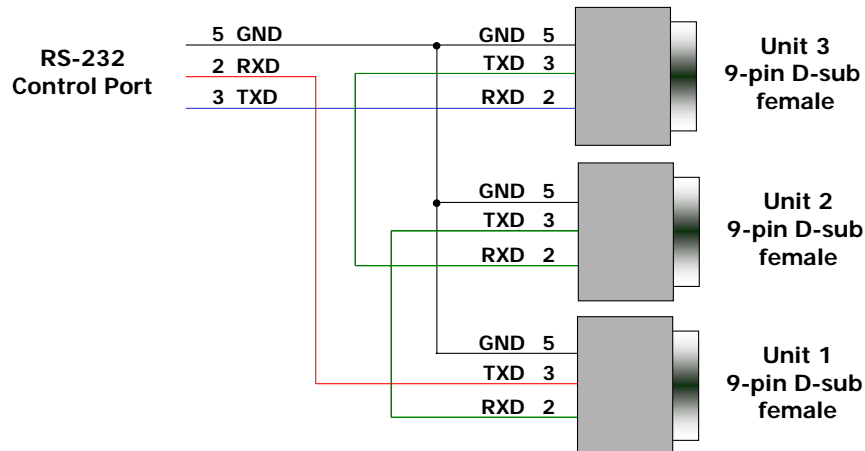 RS-232
Control Port
5 GND
2 RXD
3 TXD
GND 5
TXD 3
RXD 2
Unit 3
9-pin D-sub
female
GND 5
TXD 3
RXD 2
Unit 2
9-pin D-sub
female
GND 5
TXD 3
RXD 2
Unit 1
9-pin D-sub
female